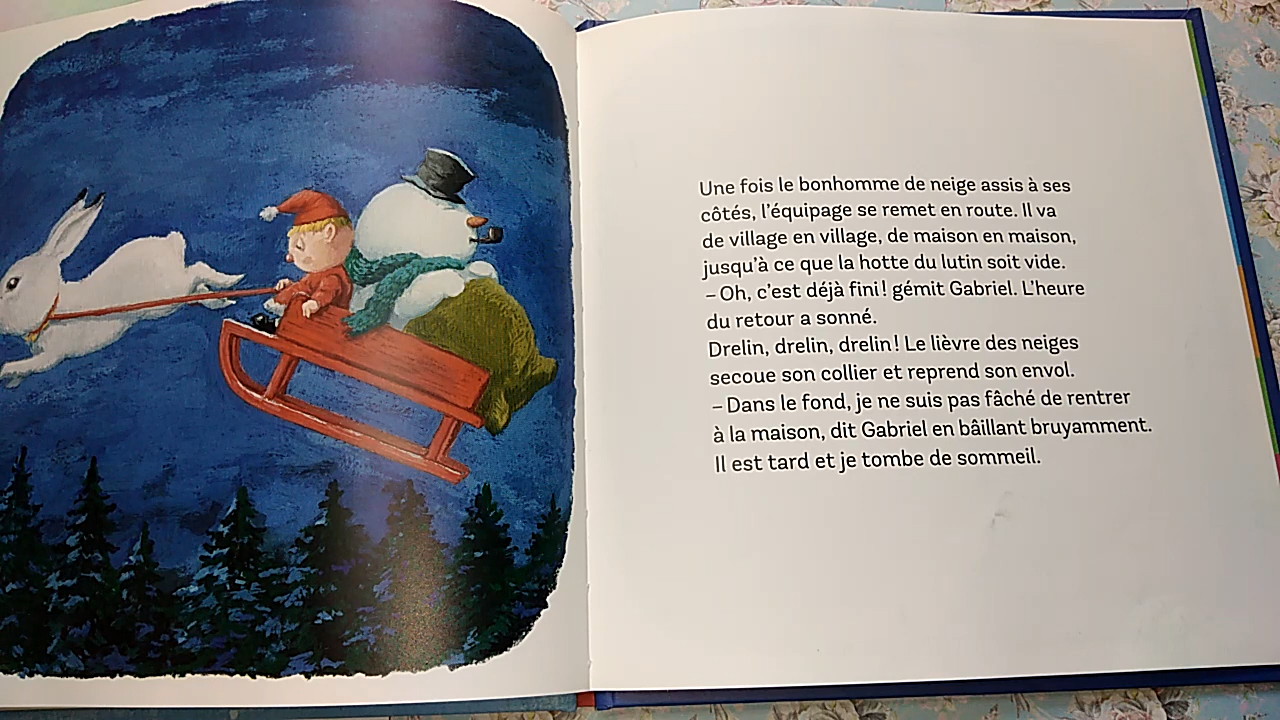 Une fois le bonhomme de neige assis à ses
côtés, l'équipage se remet en route. Il va
de village en village, de maison en maison,
jusqu'à ce que la hotte du lutin soit vide.
– Oh, c'est déjà fini ! gémit Gabriel. L'heure
du retour a sonné.
Drelin, drelin, drelin ! Le lièvre des neiges
secoue son collier et reprend son envol.
– Dans le fond, je ne suis pas fâché de rentrer
à la maison, dit Gabriel en bâillant bruyamment.
Il est tard et je tombe de sommeil.